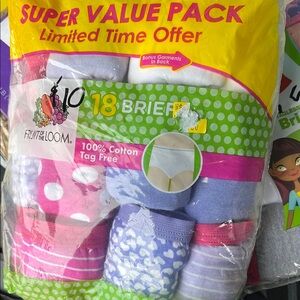 SUPER VALUE PACK
Limited Time Offer
Bonus Garments
in Back
10
18 BRIEF
FRUIT OF THE
LOOM.
100% Cotton
Tag Free